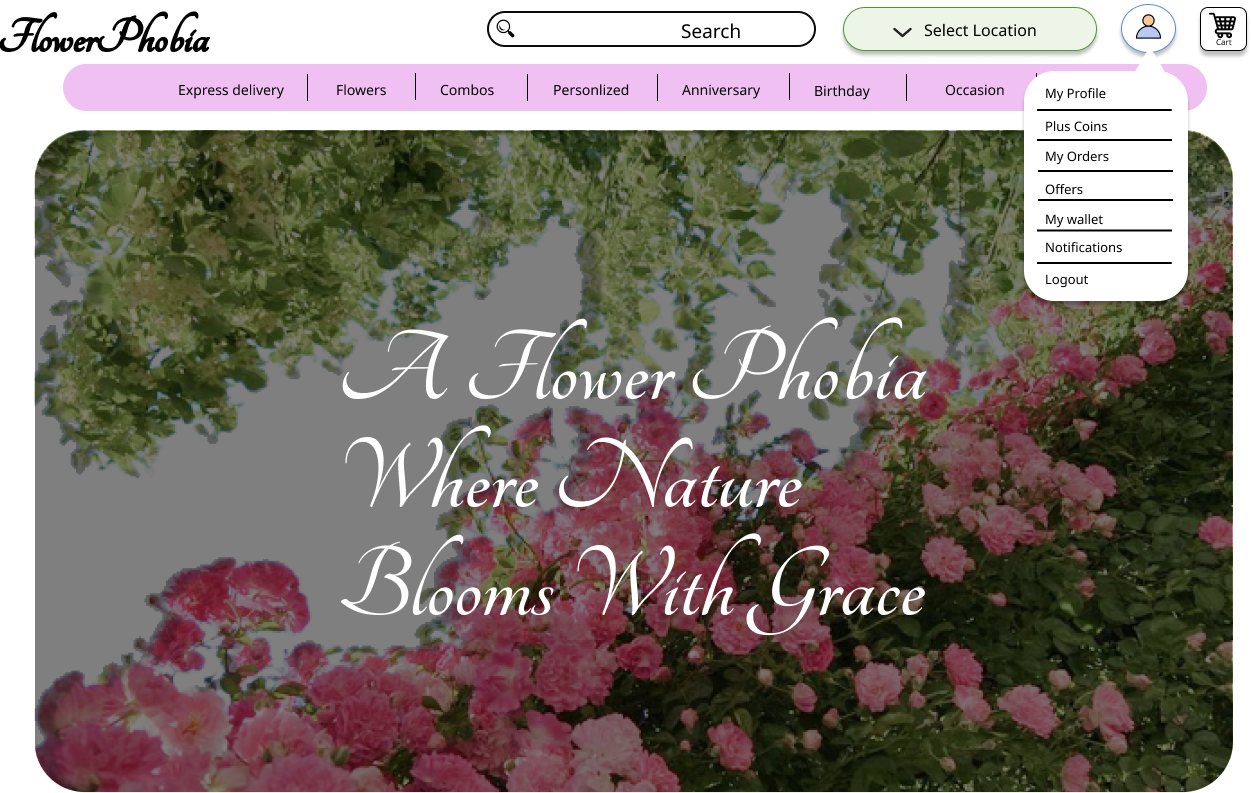 FlowerPhobia
Search
Select Location
Cart
Express delivery
Flowers
Combos
Personlized
Anniversary
Birthday
Occasion
My Profile
Plus Coins
My Orders
Offers
My wallet
Notifications
Logout
A Flower Phobia
Where Nature
Blooms With Grace